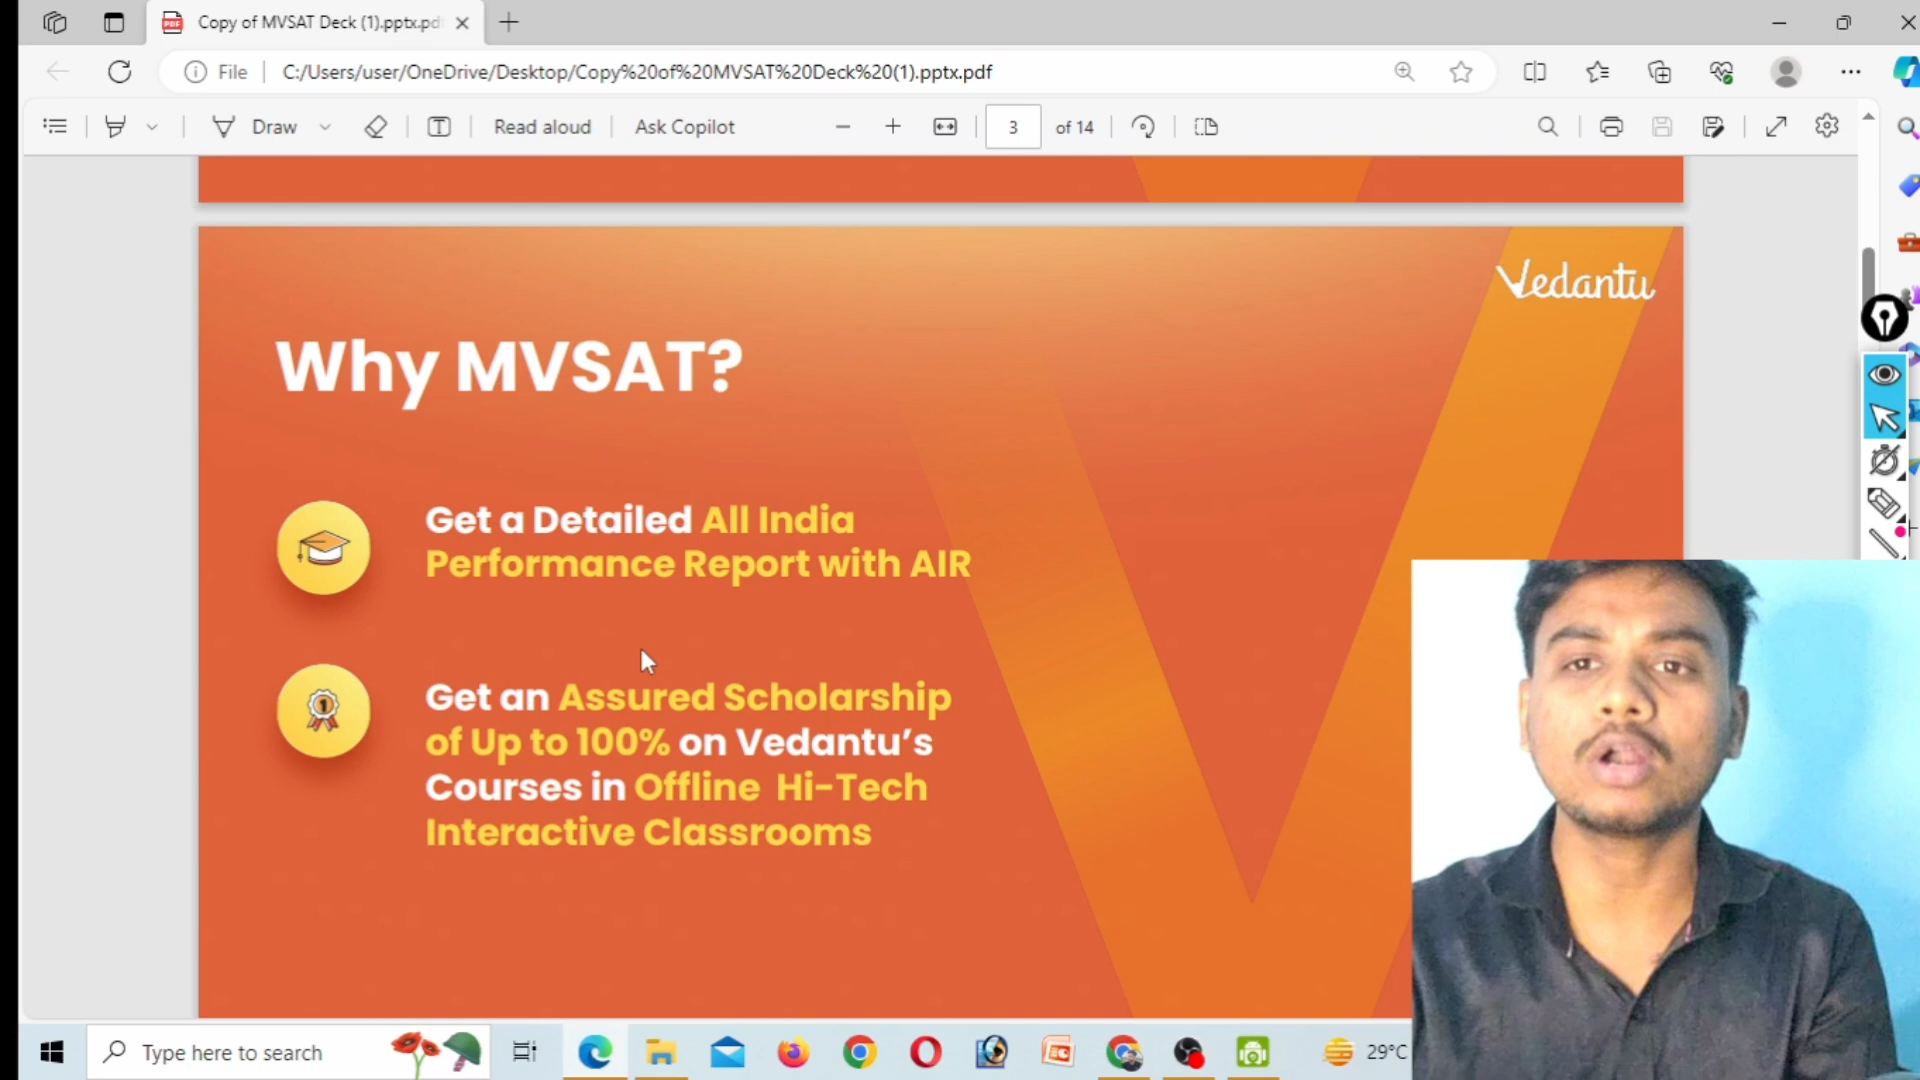 Copy of MVSAT Deck (1).pptx.pd
File
C:/Users/user/OneDrive/Desktop/Copy%20of%20MVSAT%20Deck%20(1).pptx.pdf
Draw
Read aloud
Ask Copilot
3
of 14
Vedantu
Why MVSAT?
Get a Detailed All India
Performance Report with AIR
Get an Assured Scholarship
of Up to 100% on Vedantu's
Courses in Offline Hi-Tech
Interactive Classrooms
Type here to search
29°C